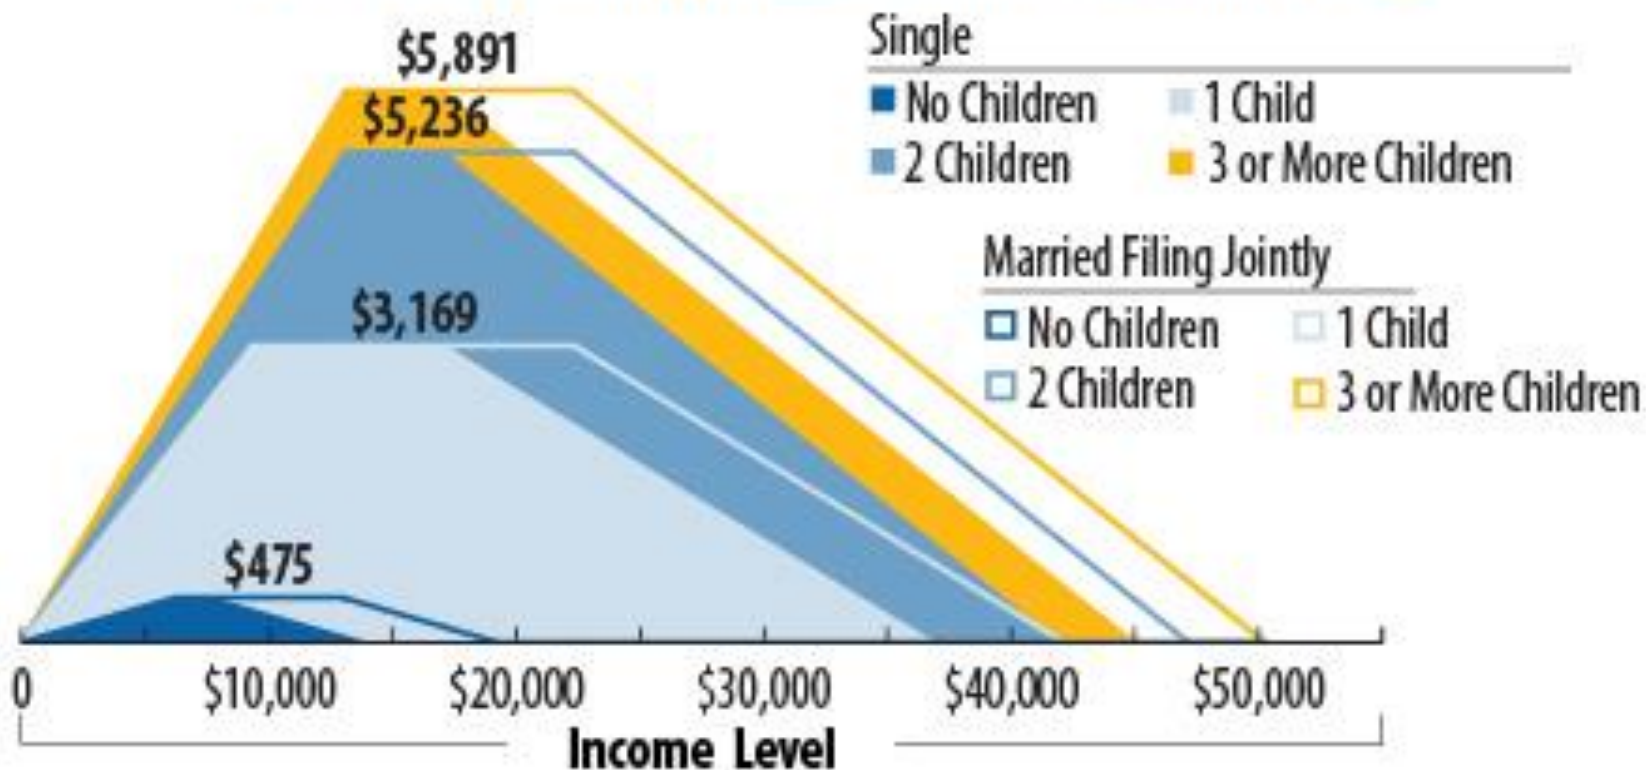 $5,891
$5,236
$3,169
$475
Single
No Children 1 Child
2 Children 3 or More Children
Married Filing Jointly
No Children 1 Child
2 Children 3 or More Children
0 $10,000 $20,000 $30,000 $40,000 $50,000
Income Level